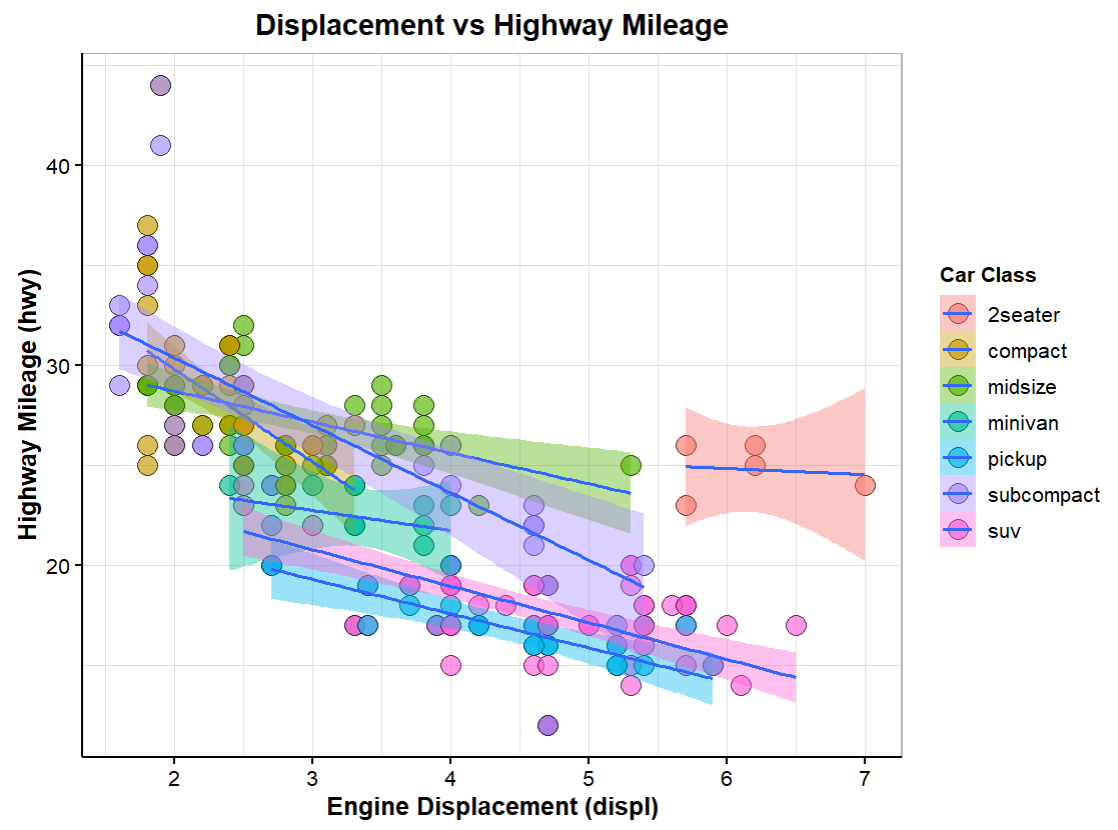 Displacement vs Highway Mileage
Highway Mileage (hwy)
40
30
20
2 3 4 5 6 7
Engine Displacement (displ)
Car Class
2seater
compact
midsize
minivan
pickup
subcompact
suv